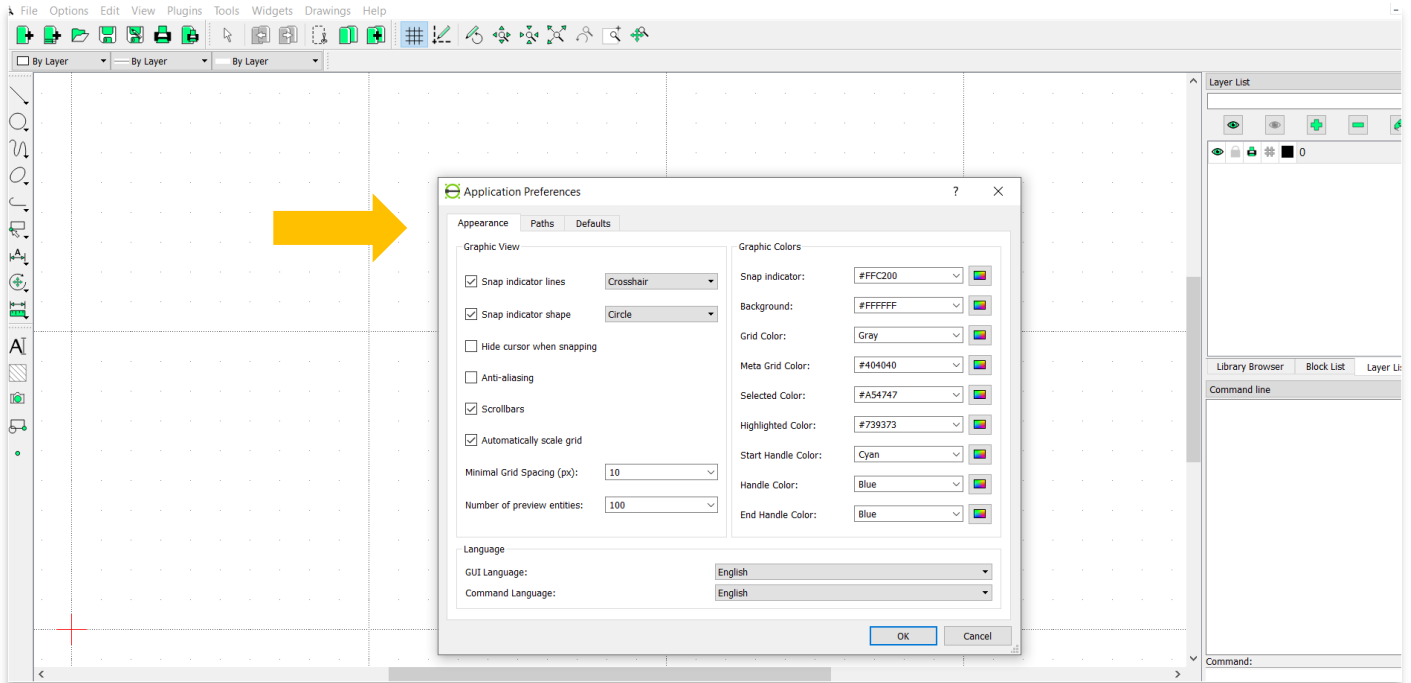 File Options Edit View Plugins Tools Widgets Drawings Help
By Layer By Layer By Layer
Layer List
0
Application Preferences ?
Appearance Paths Defaults
Graphic View
Snap indicator lines Crosshair
Snap indicator shape Circle
Hide cursor when snapping
Anti-aliasing
Scrollbars
Automatically scale grid
Minimal Grid Spacing (px): 10
Number of preview entities: 100
Graphic Colors
Snap indicator: #FFC200
Background: #FFFFFF
Grid Color: Gray
Meta Grid Color: #404040
Selected Color: #A54747
Highlighted Color: #739373
Start Handle Color: Cyan
Handle Color: Blue
End Handle Color: Blue
Language
GUI Language: English
Command Language: English
OK Cancel
Library Browser Block List Layer Lis
Command line
Command: